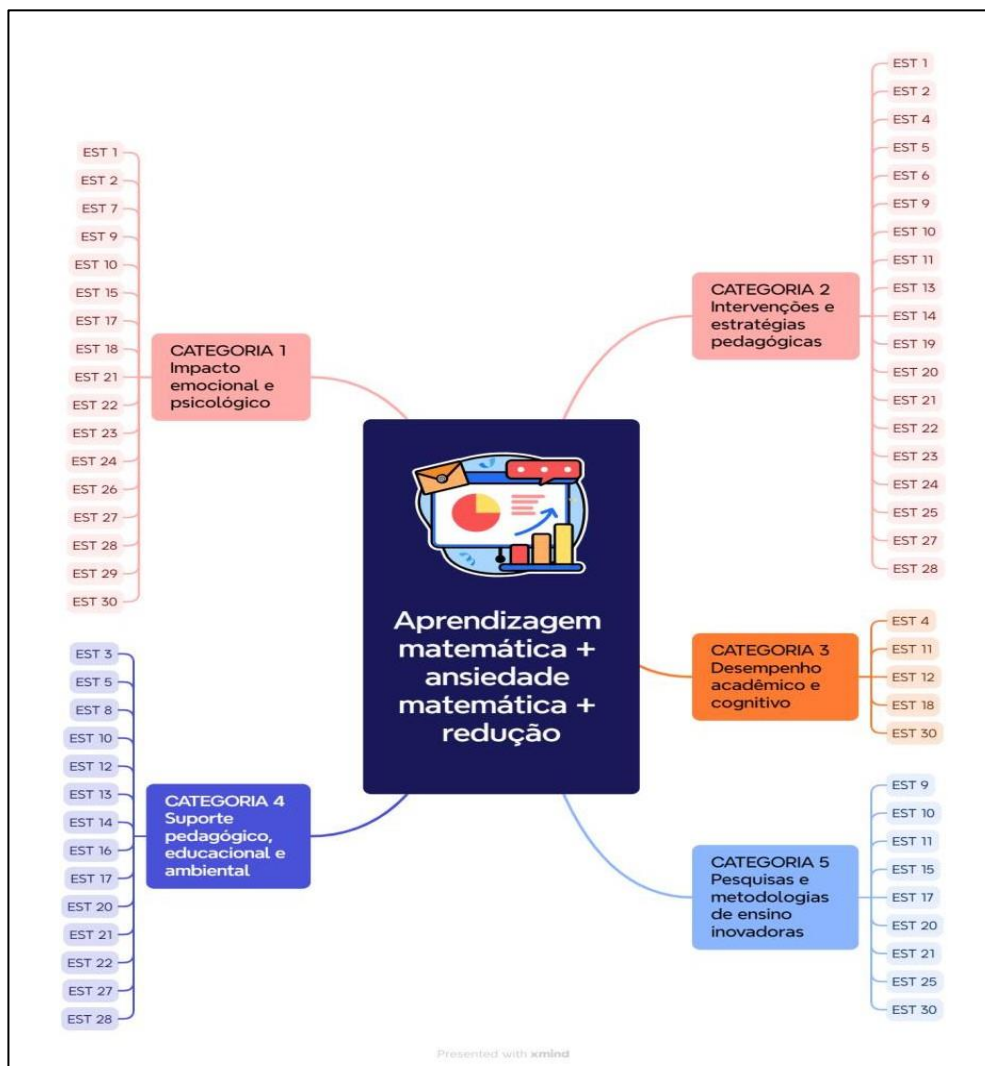 EST 1
EST 2
EST 7
EST 9
EST 10
EST 15
EST 17
EST 18
EST 21
EST 22
EST 23
EST 24
EST 26
EST 27
EST 28
EST 29
EST 30
CATEGORIA 1
Impacto
emocional e
psicológico
EST 1
EST 2
EST 4
EST 5
EST 6
EST 9
EST 10
EST 11
EST 13
EST 14
EST 19
EST 20
EST 21
EST 22
EST 23
EST 24
EST 25
EST 27
EST 28
CATEGORIA 2
Intervenções e
estratégias
pedagógicas
Aprendizagem
matemática +
ansiedade
matemática +
redução
CATEGORIA 3
Desempenho
acadêmico e
cognitivo
EST 4
EST 11
EST 12
EST 18
EST 30
EST 3
EST 5
EST 8
EST 10
EST 12
EST 13
EST 14
EST 16
EST 17
EST 20
EST 21
EST 22
EST 27
EST 28
CATEGORIA 4
Suporte
pedagógico,
educacional e
ambiental
CATEGORIA 5
Pesquisas e
metodologias
de ensino
inovadoras
EST 9
EST 10
EST 11
EST 15
EST 17
EST 20
EST 21
EST 25
EST 30
Presented with xmind